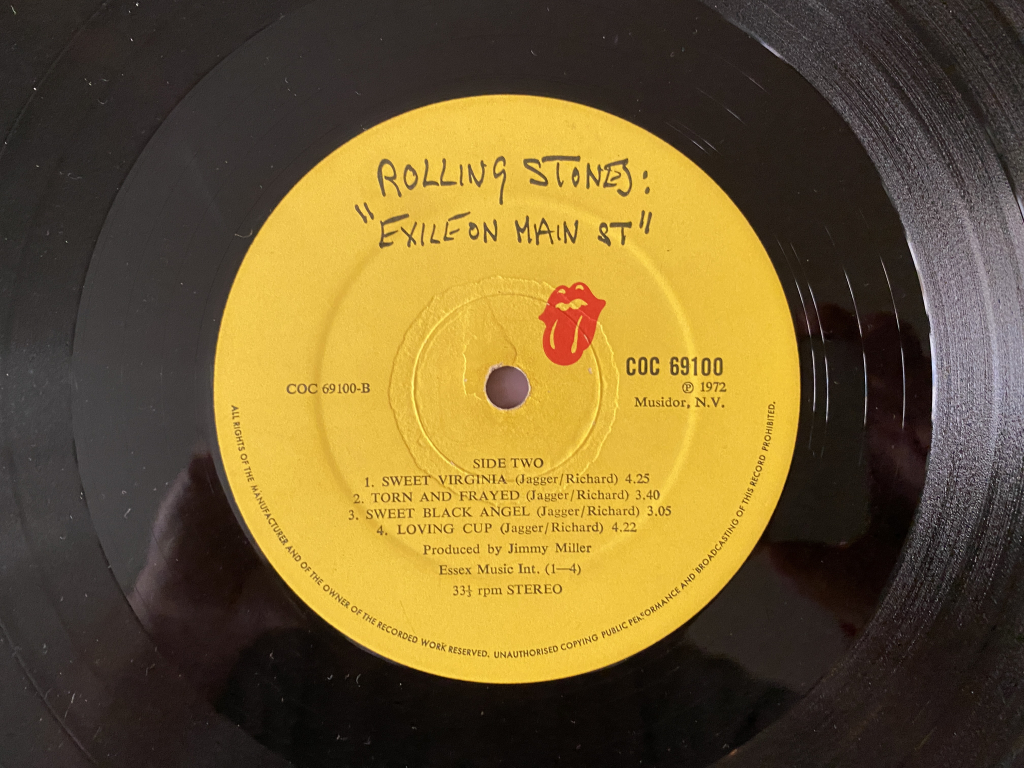 ROLLING STONES:
"EXILE ON MAIN ST"
COC 69100
℗ 1972
Musidor, N.V.
COC 69100-B
SIDE TWO
1. SWEET VIRGINIA (Jagger/Richard) 4.25
2. TORN AND FRAYED (Jagger/Richard) 3.40
3. SWEET BLACK ANGEL (Jagger/Richard) 3.05
4. LOVING CUP (Jagger/Richard) 4.22
Produced by Jimmy Miller
Essex Music Int. (1—4)
33⅓ rpm STEREO
ALL RIGHTS OF THE MANUFACTURER AND OF THE OWNER OF THE RECORDED WORK RESERVED. UNAUTHORISED COPYING PUBLIC PERFORMANCE AND BROADCASTING OF THIS RECORD PROHIBITED.